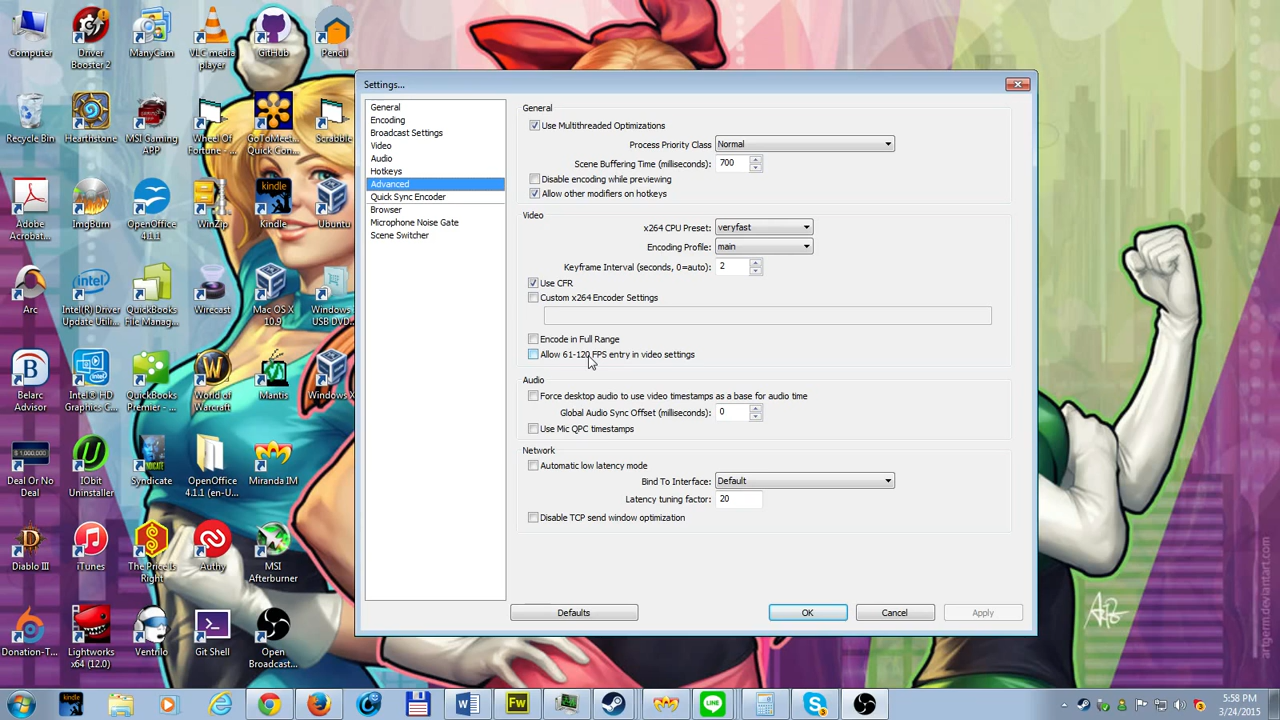 Computer
Driver Booster 2
ManyCam
VLC media player
GitHub
Pencil
Recycle Bin
Hearthstone
MSI Gaming APP
Wheel Of Fortune - ...
GoToMeet... Quick Con...
Scrabble
Adobe Acrobat...
ImgBurn
OpenOffice 4.1.1
WinZip
Kindle
Ubuntu
Arc
Intel(R) Driver Update Utili...
QuickBooks File Manag...
Wirecast
Mac OS X 10.9
Windows USB DVD...
Belarc Advisor
Intel® HD Graphics C...
QuickBooks Premier - ...
World of Warcraft
Mantis
Windows
Deal Or No Deal
IObit Uninstaller
Syndicate
OpenOffice 4.1.1 (en-U...
Miranda IM
Diablo III
iTunes
The Price Is Right
Authy
MSI Afterburner
Donation-T...
Lightworks x64 (12.0)
Ventrilo
Git Shell
Open Broadcast...
Settings...
General
Encoding
Broadcast Settings
Video
Audio
Hotkeys
Advanced
Quick Sync Encoder
Browser
Microphone Noise Gate
Scene Switcher
General
Use Multithreaded Optimizations
Process Priority Class Normal
Scene Buffering Time (milliseconds): 700
Disable encoding while previewing
Allow other modifiers on hotkeys
Video
x264 CPU Preset: veryfast
Encoding Profile: main
Keyframe Interval (seconds, 0=auto): 2
Use CFR
Custom x264 Encoder Settings
Encode in Full Range
Allow 61-120 FPS entry in video settings
Audio
Force desktop audio to use video timestamps as a base for audio time
Global Audio Sync Offset (milliseconds): 0
Use Mic QPC timestamps
Network
Automatic low latency mode
Bind To Interface: Default
Latency tuning factor: 20
Disable TCP send window optimization
Defaults
OK
Cancel
Apply
artgerm.deviantart.com
kindle
Fw
LINE
5:58 PM
3/24/2015